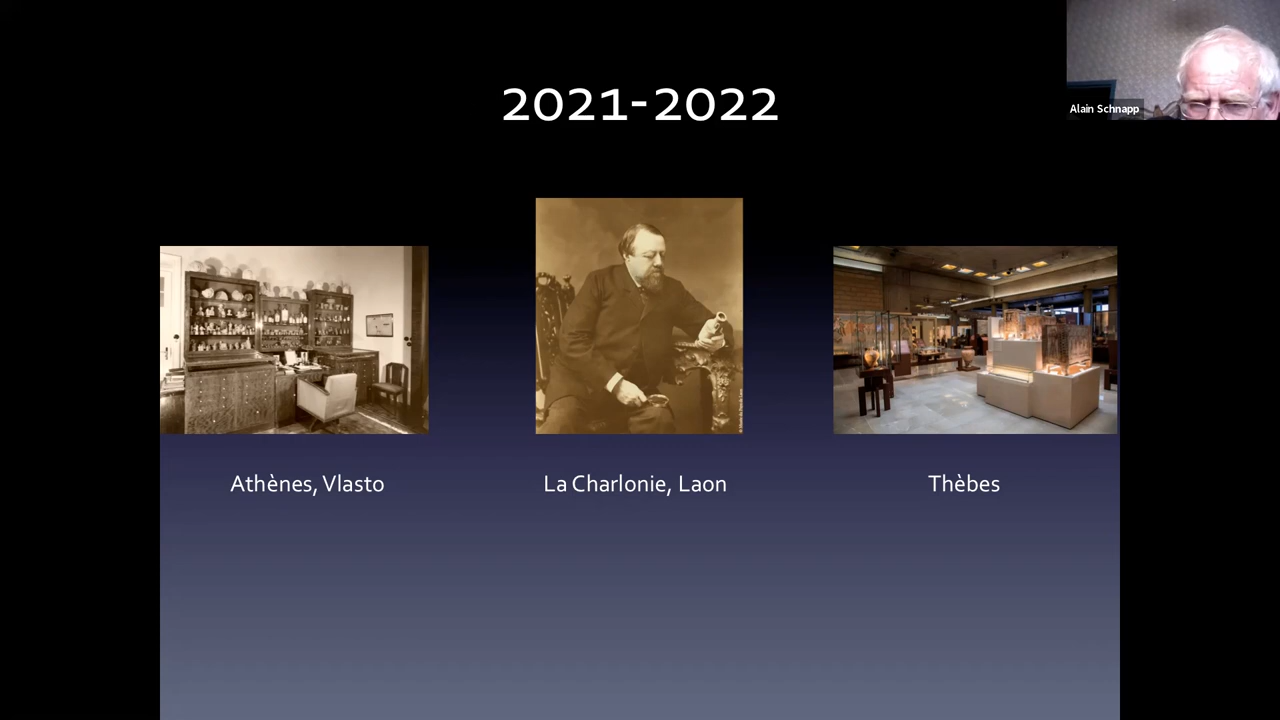 2021-2022
Alain Schnapp
Athènes, Vlasto
La Charlonie, Laon
Thèbes